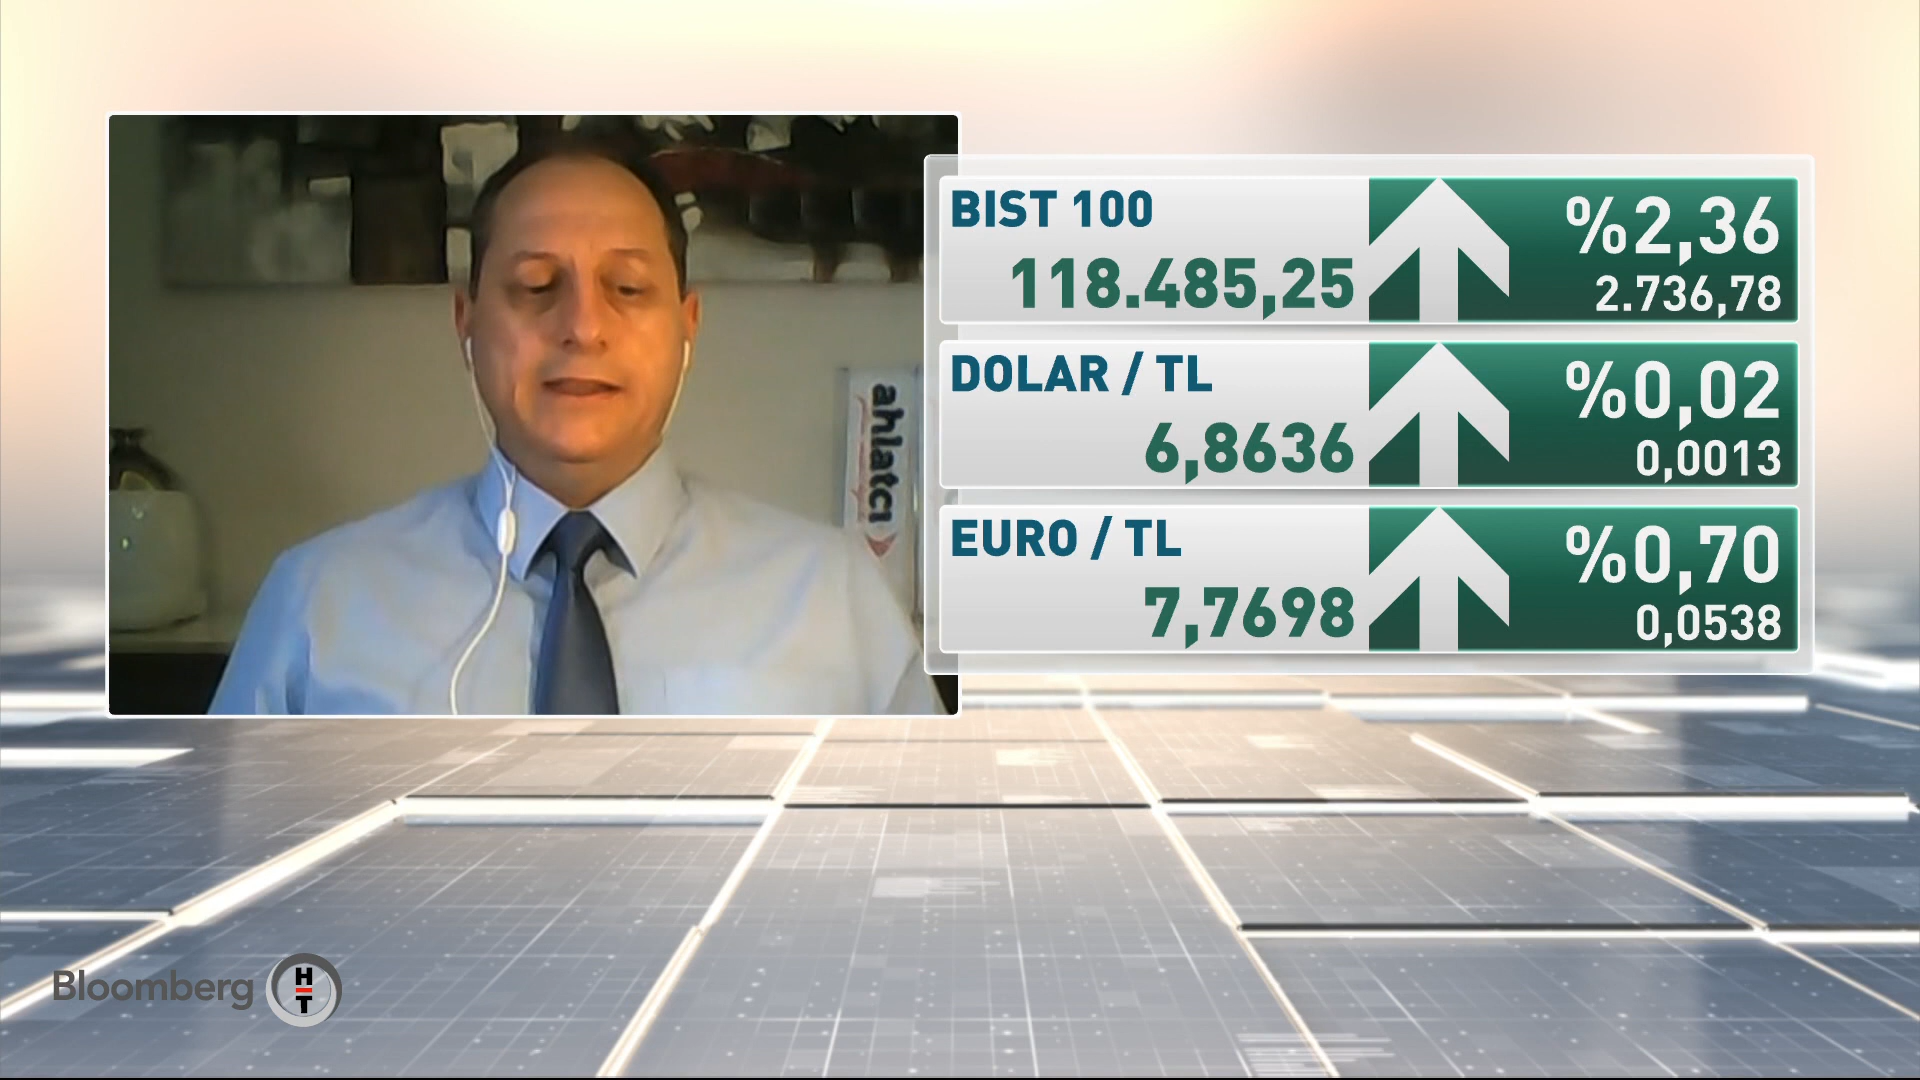 BIST 100
118.485,25
%2,36
2.736,78
DOLAR / TL
6,8636
%0,02
0,0013
EURO / TL
7,7698
%0,70
0,0538
ahlatcı
Bloomberg HT